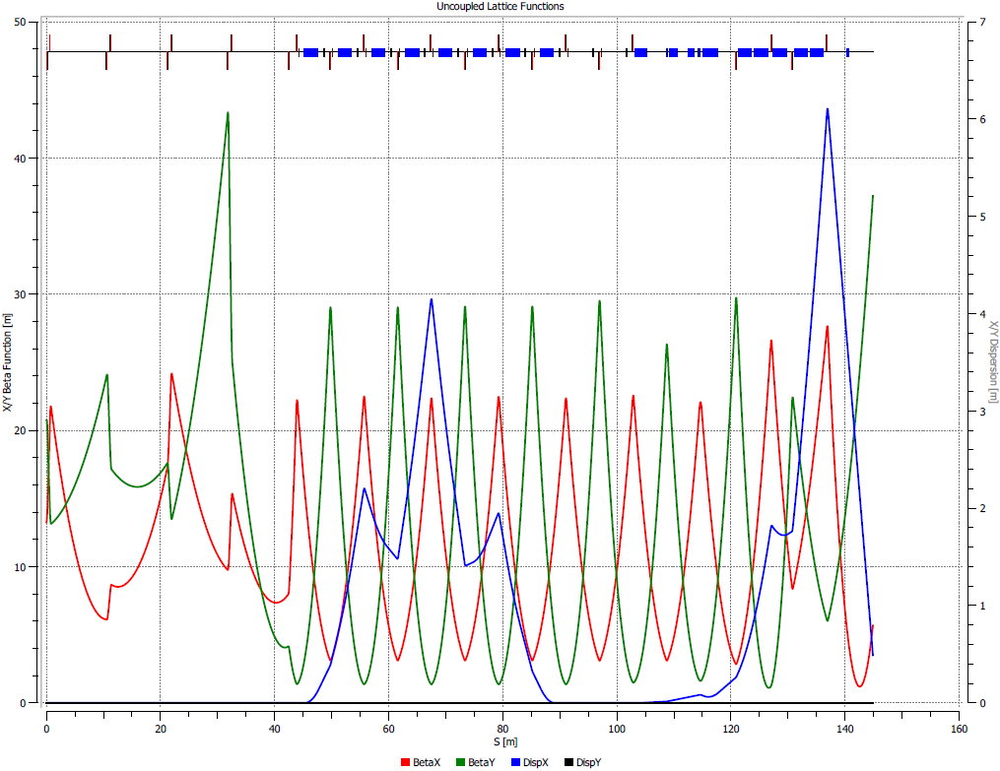 Uncoupled Lattice Functions
50
40
30
20
10
0
X/Y Beta Function [m]
7
6
5
4
3
2
1
0
X/Y Dispersion [m]
0 20 40 60 80 100 120 140 160
S [m]
BetaX BetaY DispX DispY